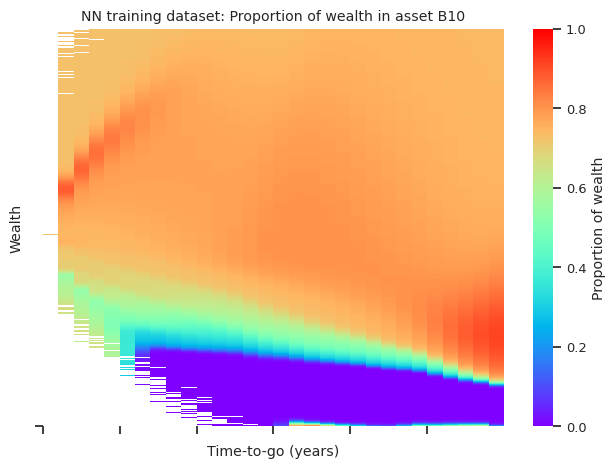 NN training dataset: Proportion of wealth in asset B10
Wealth
Time-to-go (years)
1.0
0.8
0.6
0.4
0.2
0.0
Proportion of wealth